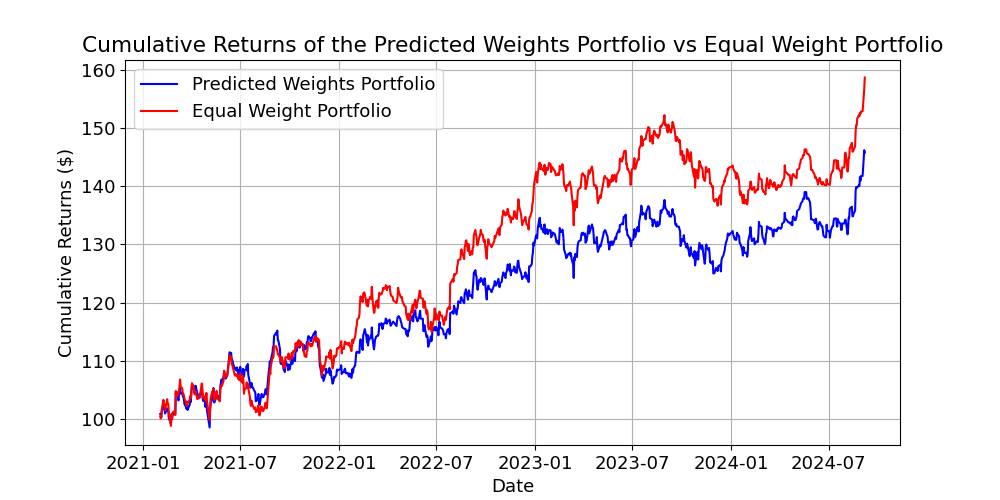 Cumulative Returns of the Predicted Weights Portfolio vs Equal Weight Portfolio
Predicted Weights Portfolio
Equal Weight Portfolio
Cumulative Returns ($)
160
150
140
130
120
110
100
2021-01 2021-07 2022-01 2022-07 2023-01 2023-07 2024-01 2024-07
Date